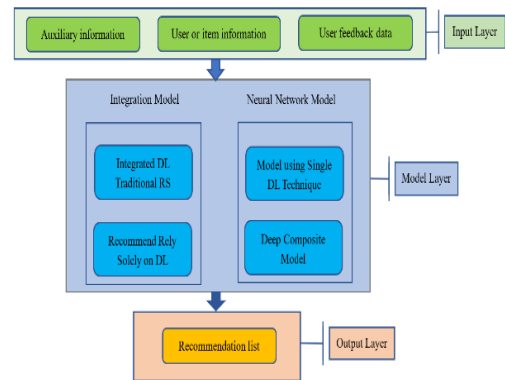 Auxiliary information
User or item information
User feedback data
Input Layer
Integration Model
Neural Network Model
Integrated DL
Traditional RS
Model using Single
DL Technique
Recommend Rely
Solely on DL
Deep Composite
Model
Model Layer
Recommendation list
Output Layer